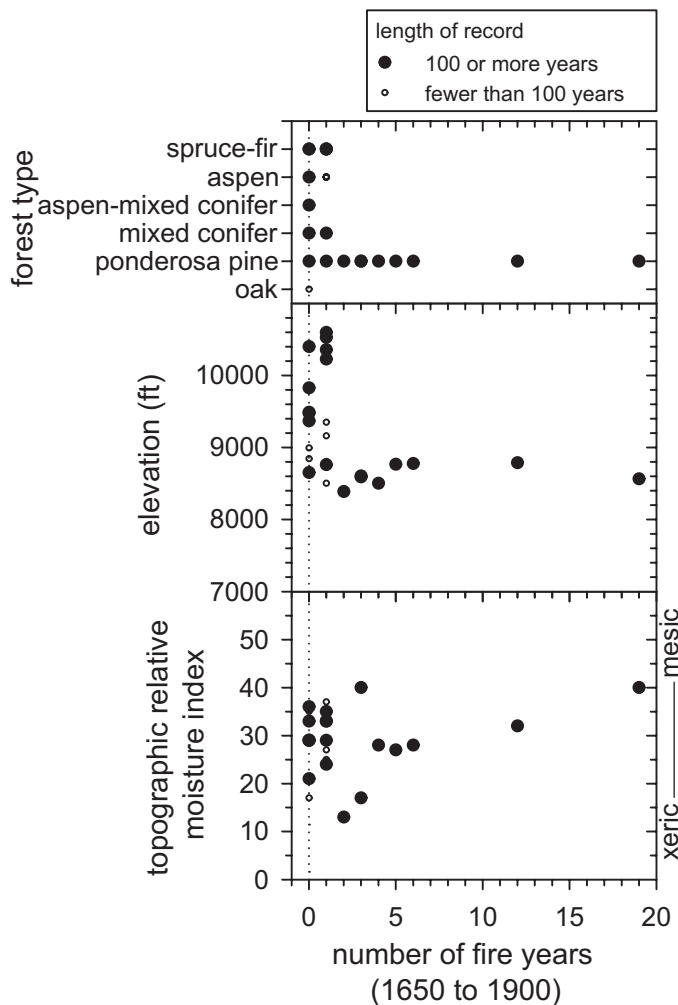 length of record
100 or more years
fewer than 100 years
forest type
spruce-fir
aspen
aspen-mixed conifer
mixed conifer
ponderosa pine
oak
elevation (ft)
10000
9000
8000
7000
topographic relative
moisture index
50
40
30
20
10
0
xeric
mesic
0 5 10 15 20
number of fire years
(1650 to 1900)